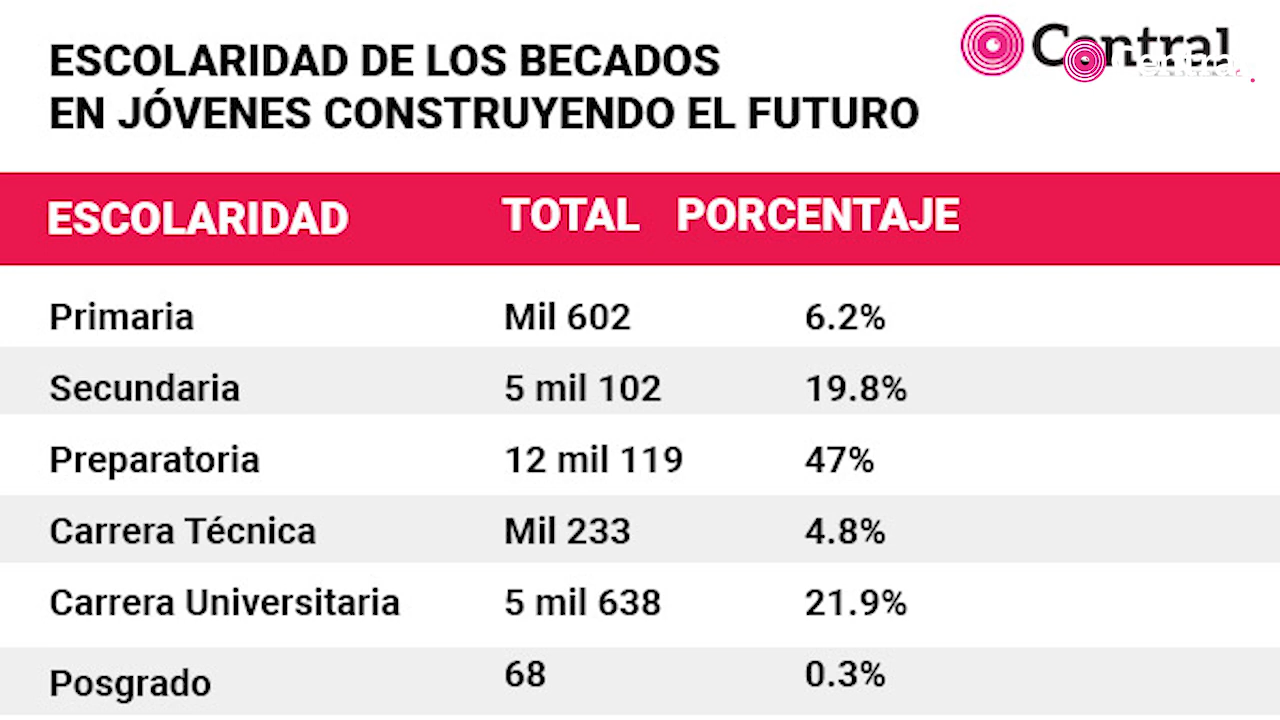 ESCOLARIDAD DE LOS BECADOS
EN JÓVENES CONSTRUYENDO EL FUTURO
Central
Central
ESCOLARIDAD TOTAL PORCENTAJE
Primaria Mil 602 6.2%
Secundaria 5 mil 102 19.8%
Preparatoria 12 mil 119 47%
Carrera Técnica Mil 233 4.8%
Carrera Universitaria 5 mil 638 21.9%
Posgrado 68 0.3%